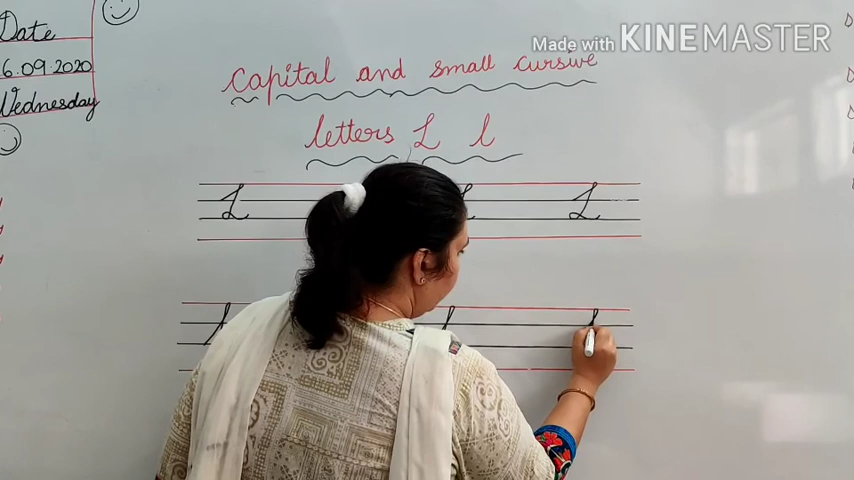 Made with KINEMASTER
Date
6.09.2020
Wednesday
Capital and small cursive
letters L l
L L L
l l l